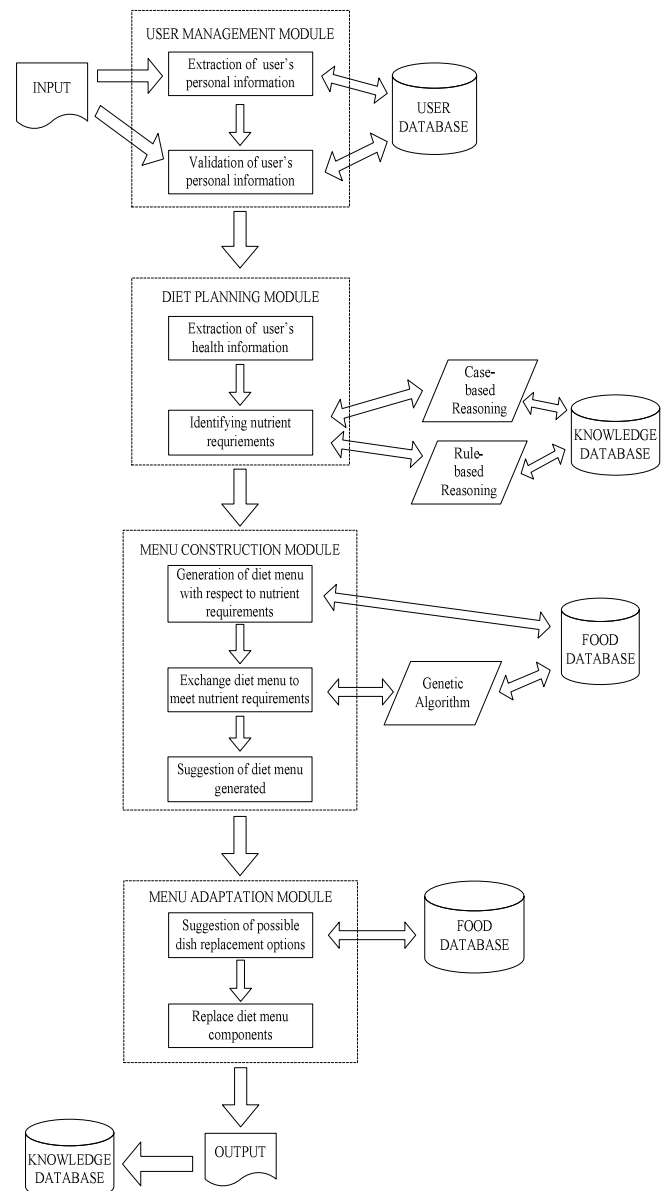 USER MANAGEMENT MODULE
INPUT
Extraction of user's
personal information
USER
DATABASE
Validation of user's
personal information
DIET PLANNING MODULE
Extraction of user's
health information
Identifying nutrient
requriements
Case-
based
Reasoning
Rule-
based
Reasoning
KNOWLEDGE
DATABASE
MENU CONSTRUCTION MODULE
Generation of diet menu
with respect to nutrient
requirements
Exchange diet menu to
meet nutrient requirements
Genetic
Algorithm
FOOD
DATABASE
Suggestion of diet menu
generated
MENU ADAPTATION MODULE
Suggestion of possible
dish replacement options
FOOD
DATABASE
Replace diet menu
components
OUTPUT
KNOWLEDGE
DATABASE